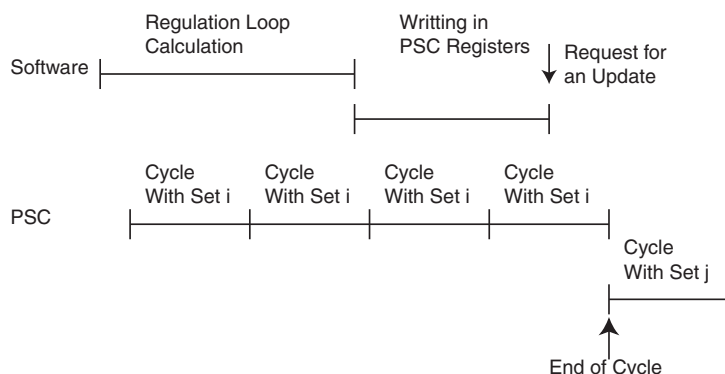 Regulation Loop
Calculation
Writting in
PSC Registers
Request for
an Update
Software
Cycle
With Set i
Cycle
With Set i
Cycle
With Set i
Cycle
With Set i
PSC
Cycle
With Set j
End of Cycle